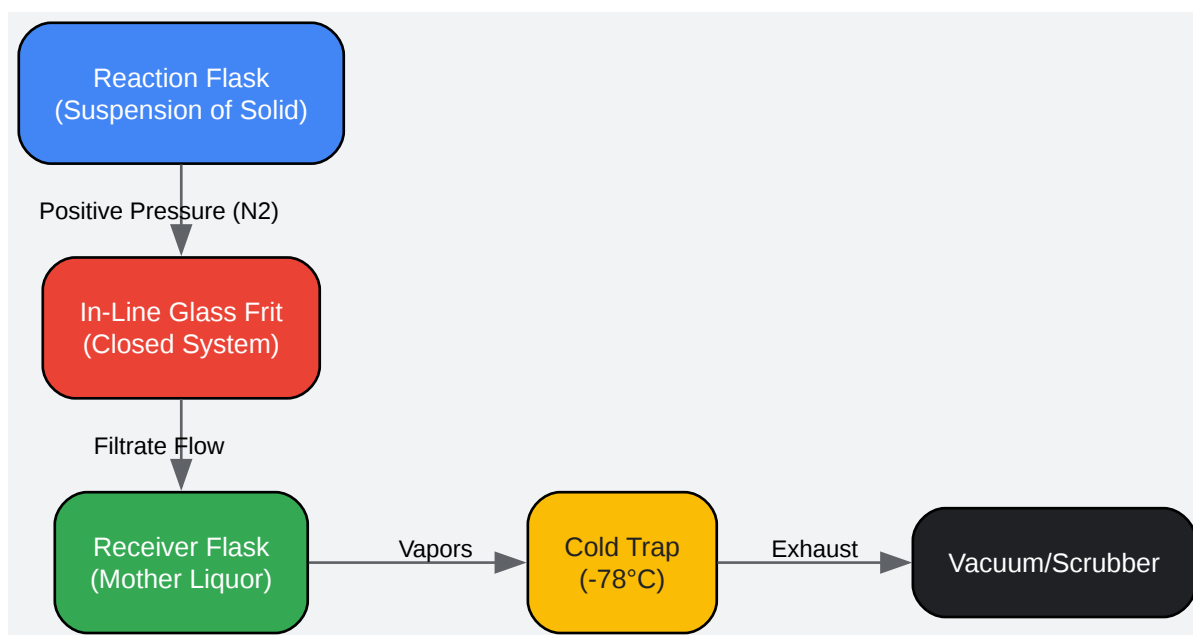 Reaction Flask
(Suspension of Solid)
Positive Pressure (N2)
In-Line Glass Frit
(Closed System)
Filtrate Flow
Receiver Flask
(Mother Liquor)
Vapors
Cold Trap
(-78°C)
Exhaust
Vacuum/Scrubber